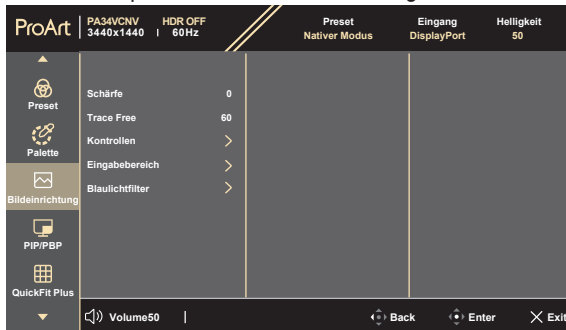 ProArt
PA34VCNV HDR OFF
3440x1440 | 60Hz
Preset
Nativer Modus
Eingang
DisplayPort
Helligkeit
50
Preset
Palette
Bildeinrichtung
PIP/PBP
QuickFit Plus
Schärfe 0
Trace Free 60
Kontrollen
Eingabebereich
Blaulichtfilter
Volume50 |
Back
Enter
Exit